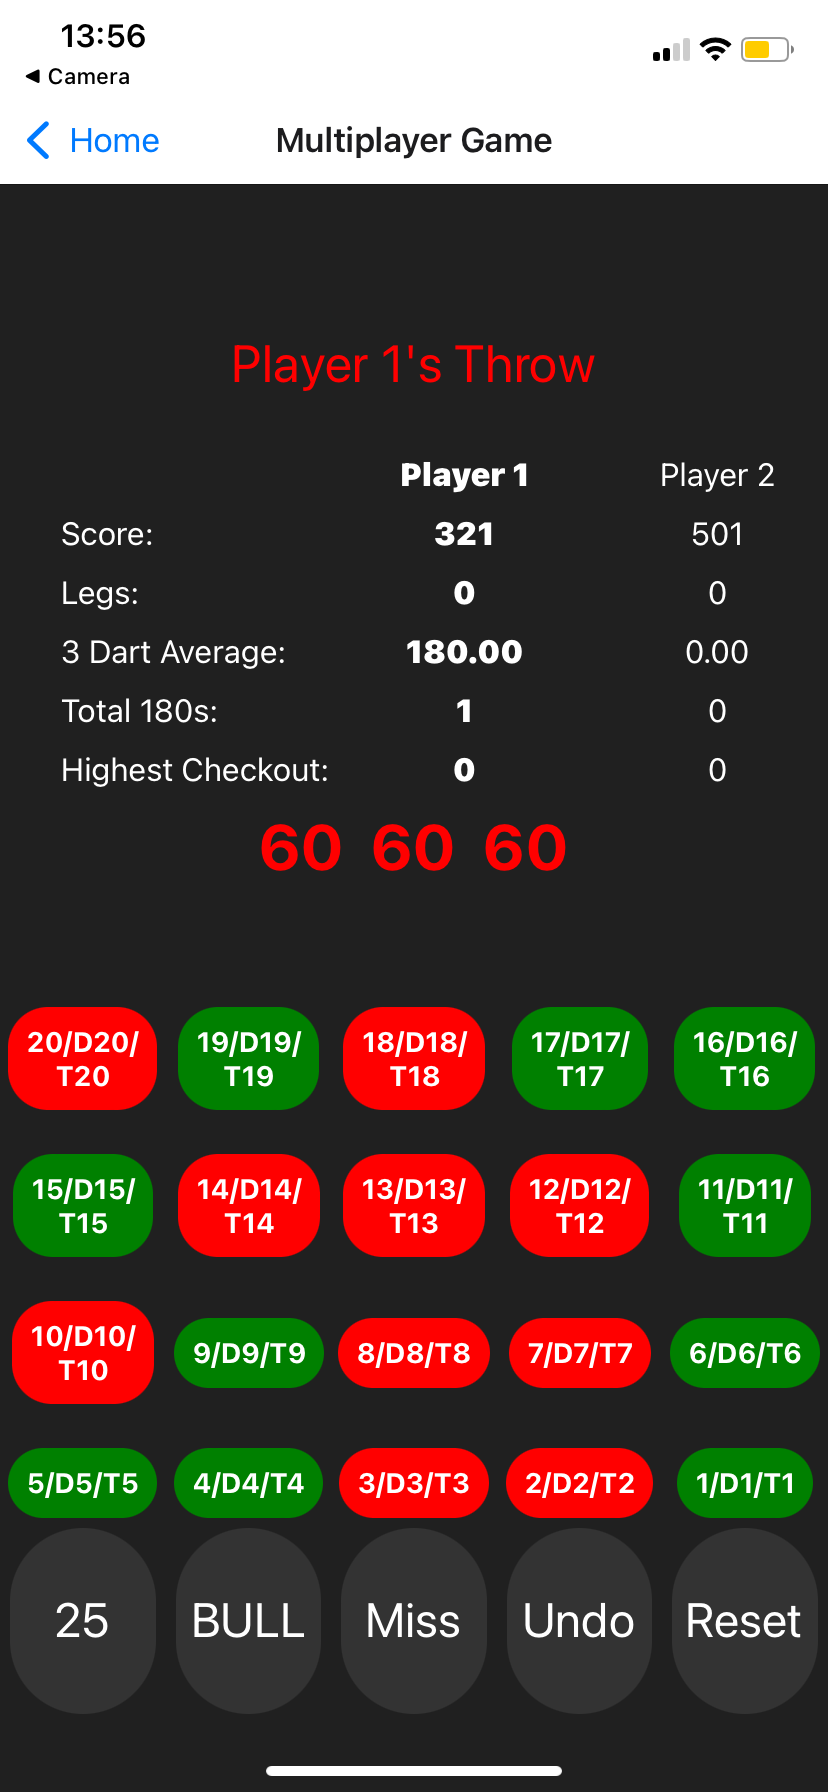 13:56
◀ Camera
Home
Multiplayer Game
Player 1's Throw
Player 1 Player 2
Score: 321 501
Legs: 0 0
3 Dart Average: 180.00 0.00
Total 180s: 1 0
Highest Checkout: 0 0
60 60 60
20/D20/
T20
19/D19/
T19
18/D18/
T18
17/D17/
T17
16/D16/
T16
15/D15/
T15
14/D14/
T14
13/D13/
T13
12/D12/
T12
11/D11/
T11
10/D10/
T10
9/D9/T9
8/D8/T8
7/D7/T7
6/D6/T6
5/D5/T5
4/D4/T4
3/D3/T3
2/D2/T2
1/D1/T1
25
BULL
Miss
Undo
Reset